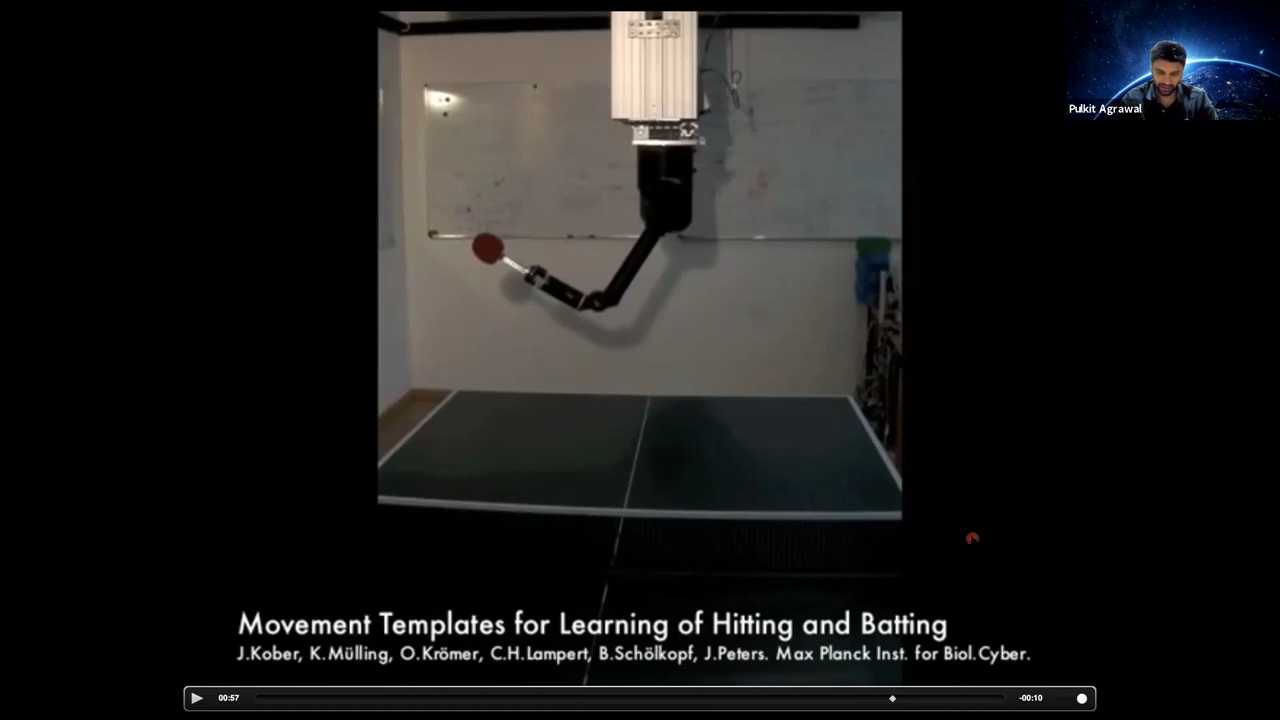 Pulkit Agrawal
Movement Templates for Learning of Hitting and Batting
J.Kober, K.Mülling, O.Krömer, C.H.Lampert, B.Schölkopf, J.Peters. Max Planck Inst. for Biol.Cyber.
00:57
-00:10